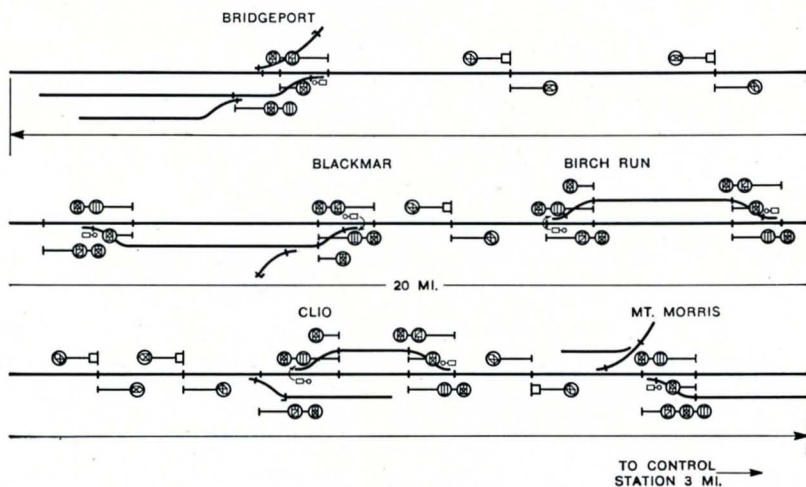 BRIDGEPORT
BLACKMAR
BIRCH RUN
20 MI.
CLIO
MT. MORRIS
TO CONTROL
STATION 3 MI.